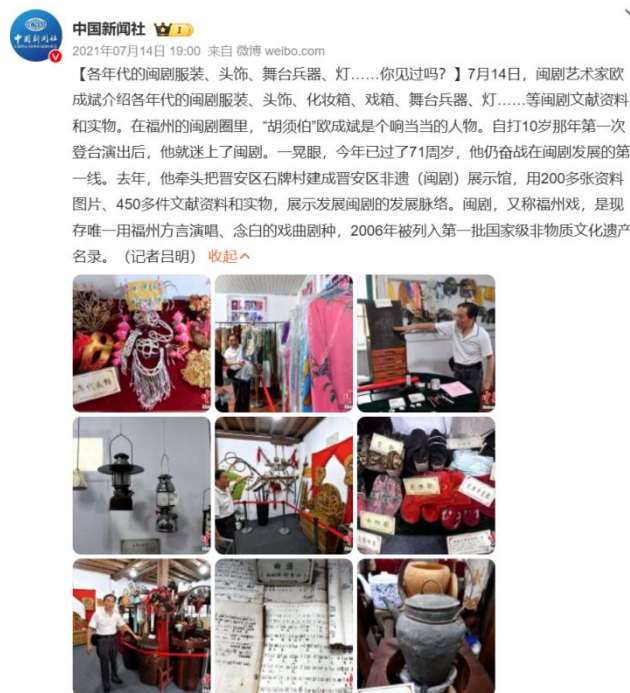 中国新闻社
2021年07月14日 19:00 来自 微博 weibo.com
【各年代的闽剧服装、头饰、舞台兵器、灯……你见过吗？】7月14日，闽剧艺术家欧
成斌介绍各年代的闽剧服装、头饰、化妆箱、戏箱、舞台兵器、灯……等闽剧文献资料
和实物。在福州的闽剧圈里，“胡须伯”欧成斌是个响当当的人物。自打10岁那年第一次
登台演出后，他就迷上了闽剧。一晃眼，今年已过了71周岁，他仍奋战在闽剧发展的第
一线。去年，他牵头把晋安区石牌村建成晋安区非遗（闽剧）展示馆，用200多张资料
图片、450多件文献资料和实物，展示发展闽剧的发展脉络。闽剧，又称福州戏，是现
存唯一用福州方言演唱、念白的戏曲剧种，2006年被列入第一批国家级非物质文化遗产
名录。（记者吕明） 收起